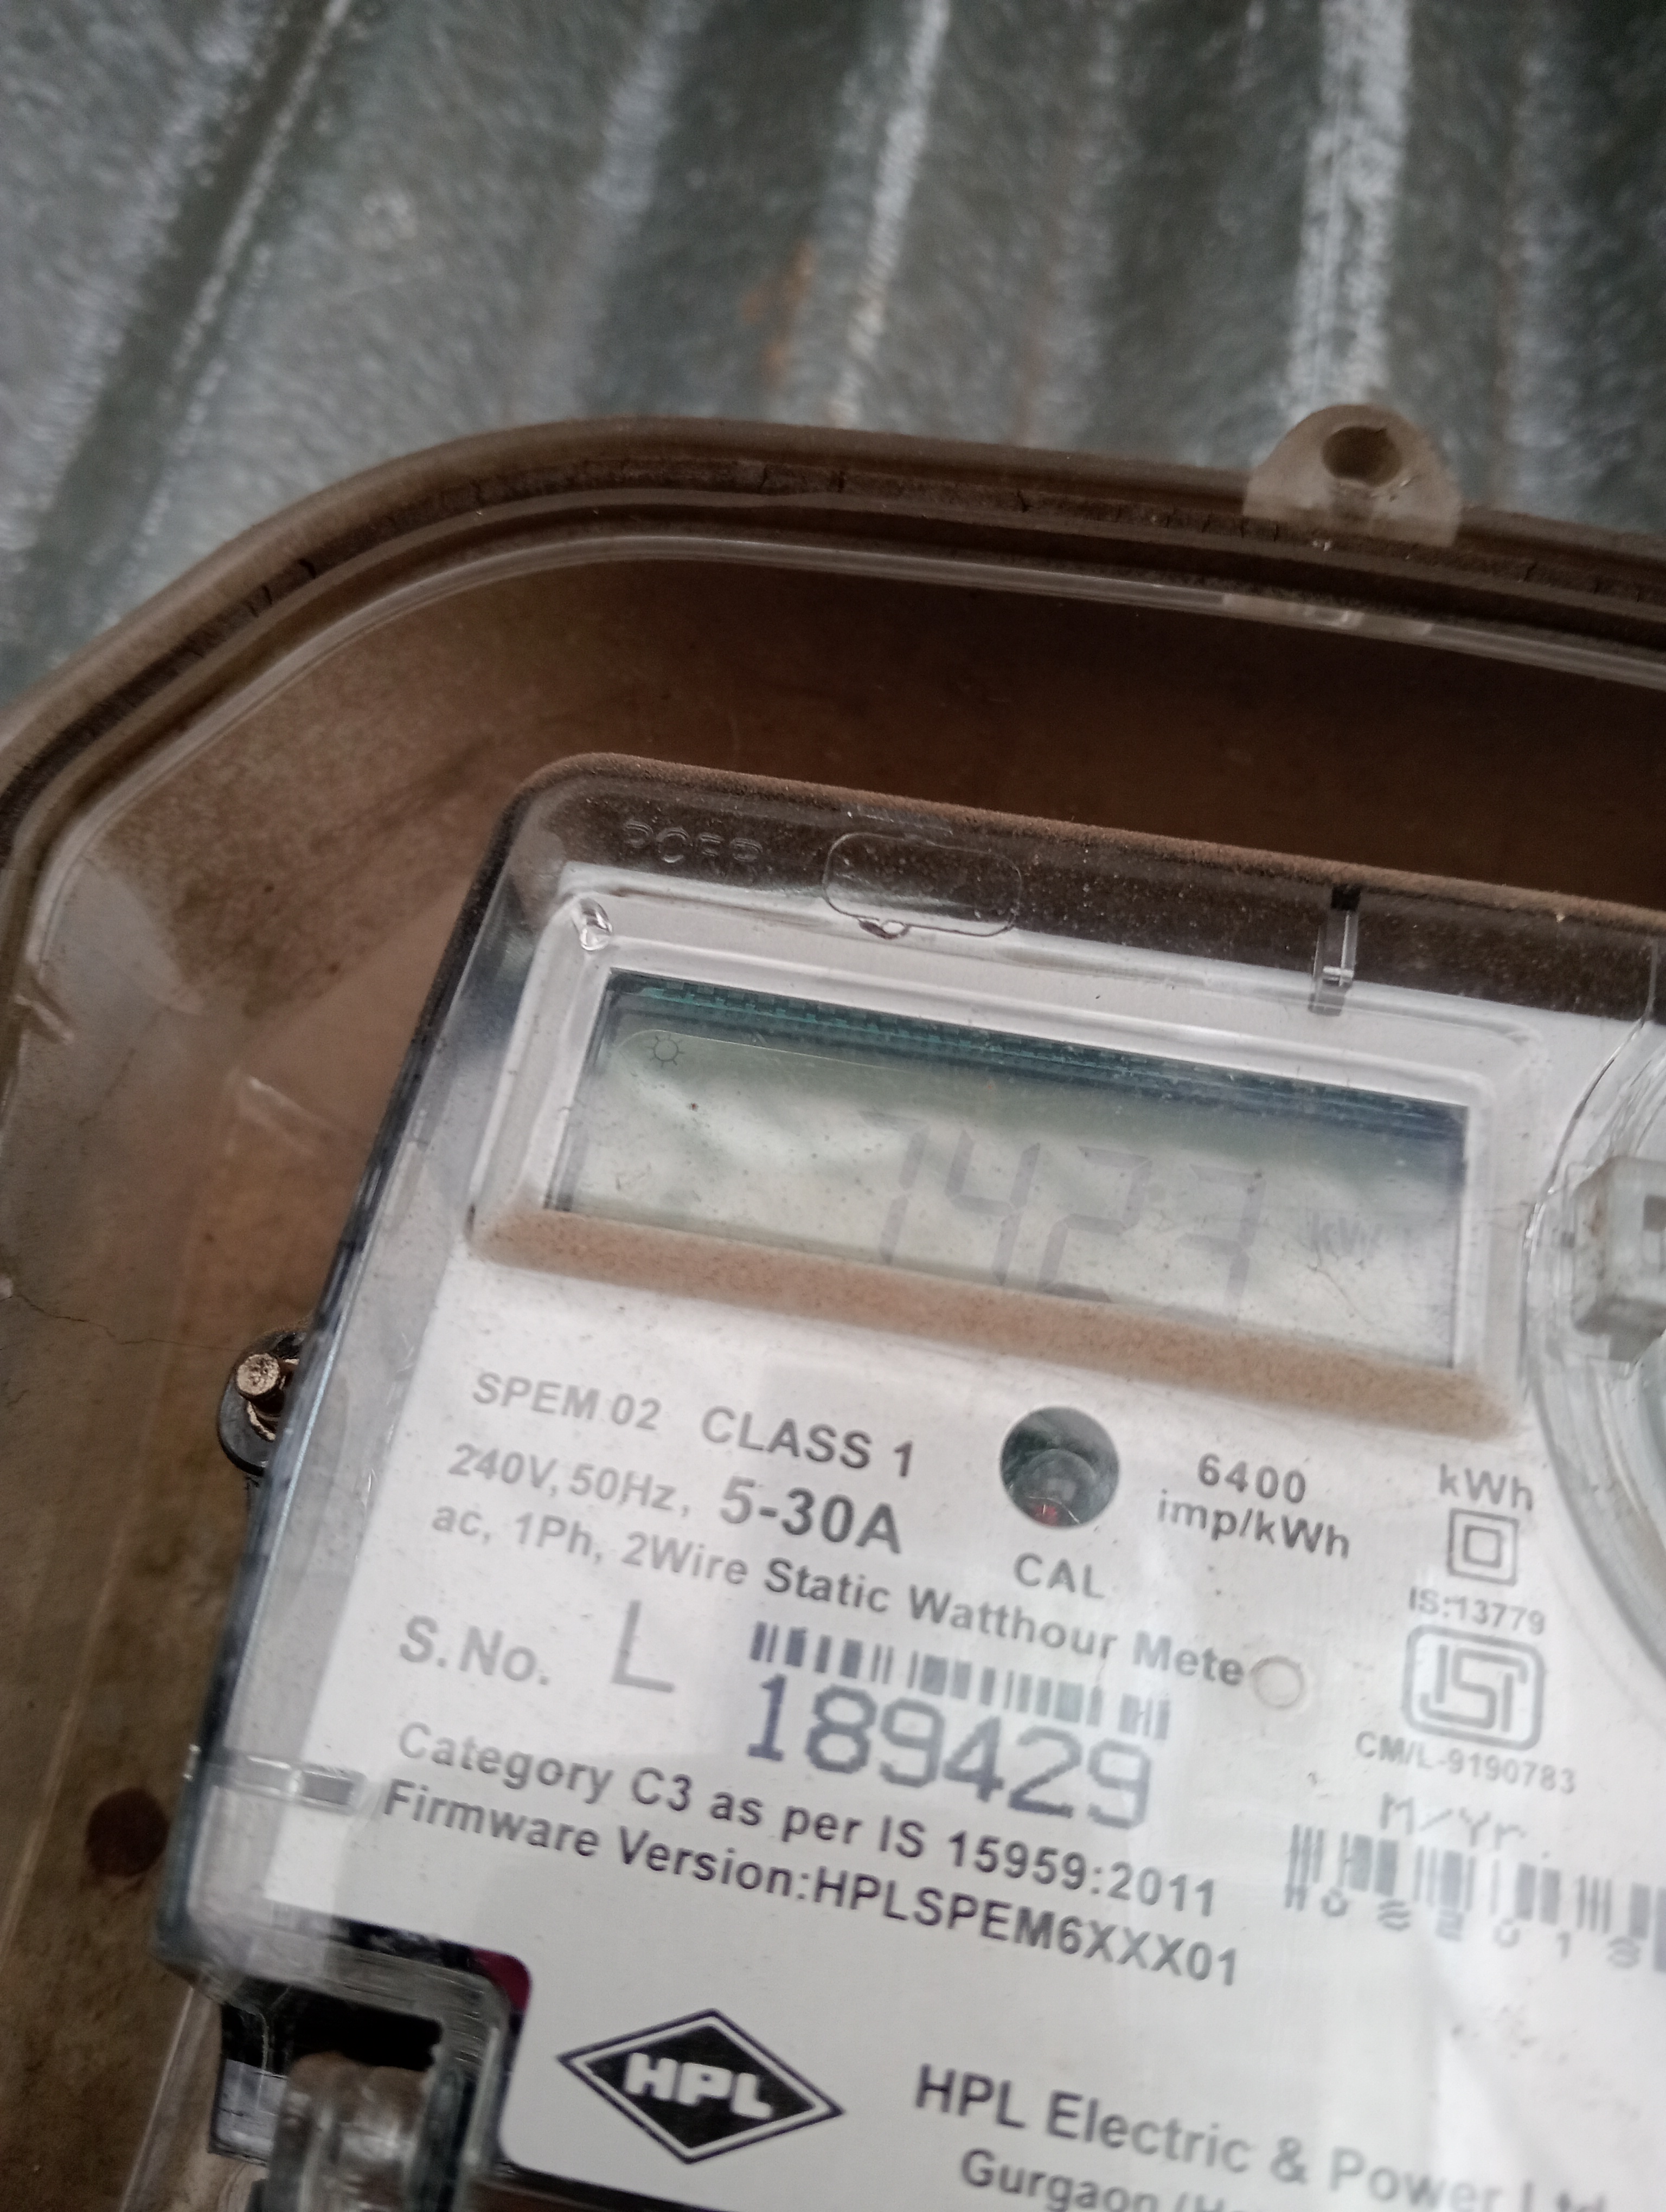 1427
SPEM 02 CLASS 1
240V, 50Hz, 5-30A
ac, 1Ph, 2Wire Static Watthour Mete
CAL
6400
imp/kWh
kWh
IS:13779
CM/L-9190783
S.No. L
189429
M/Yr.
Category C3 as per IS 15959:2011
Firmware Version:HPLSPEM6XXX01
HPL
HPL Electric & Power
Gurgaon